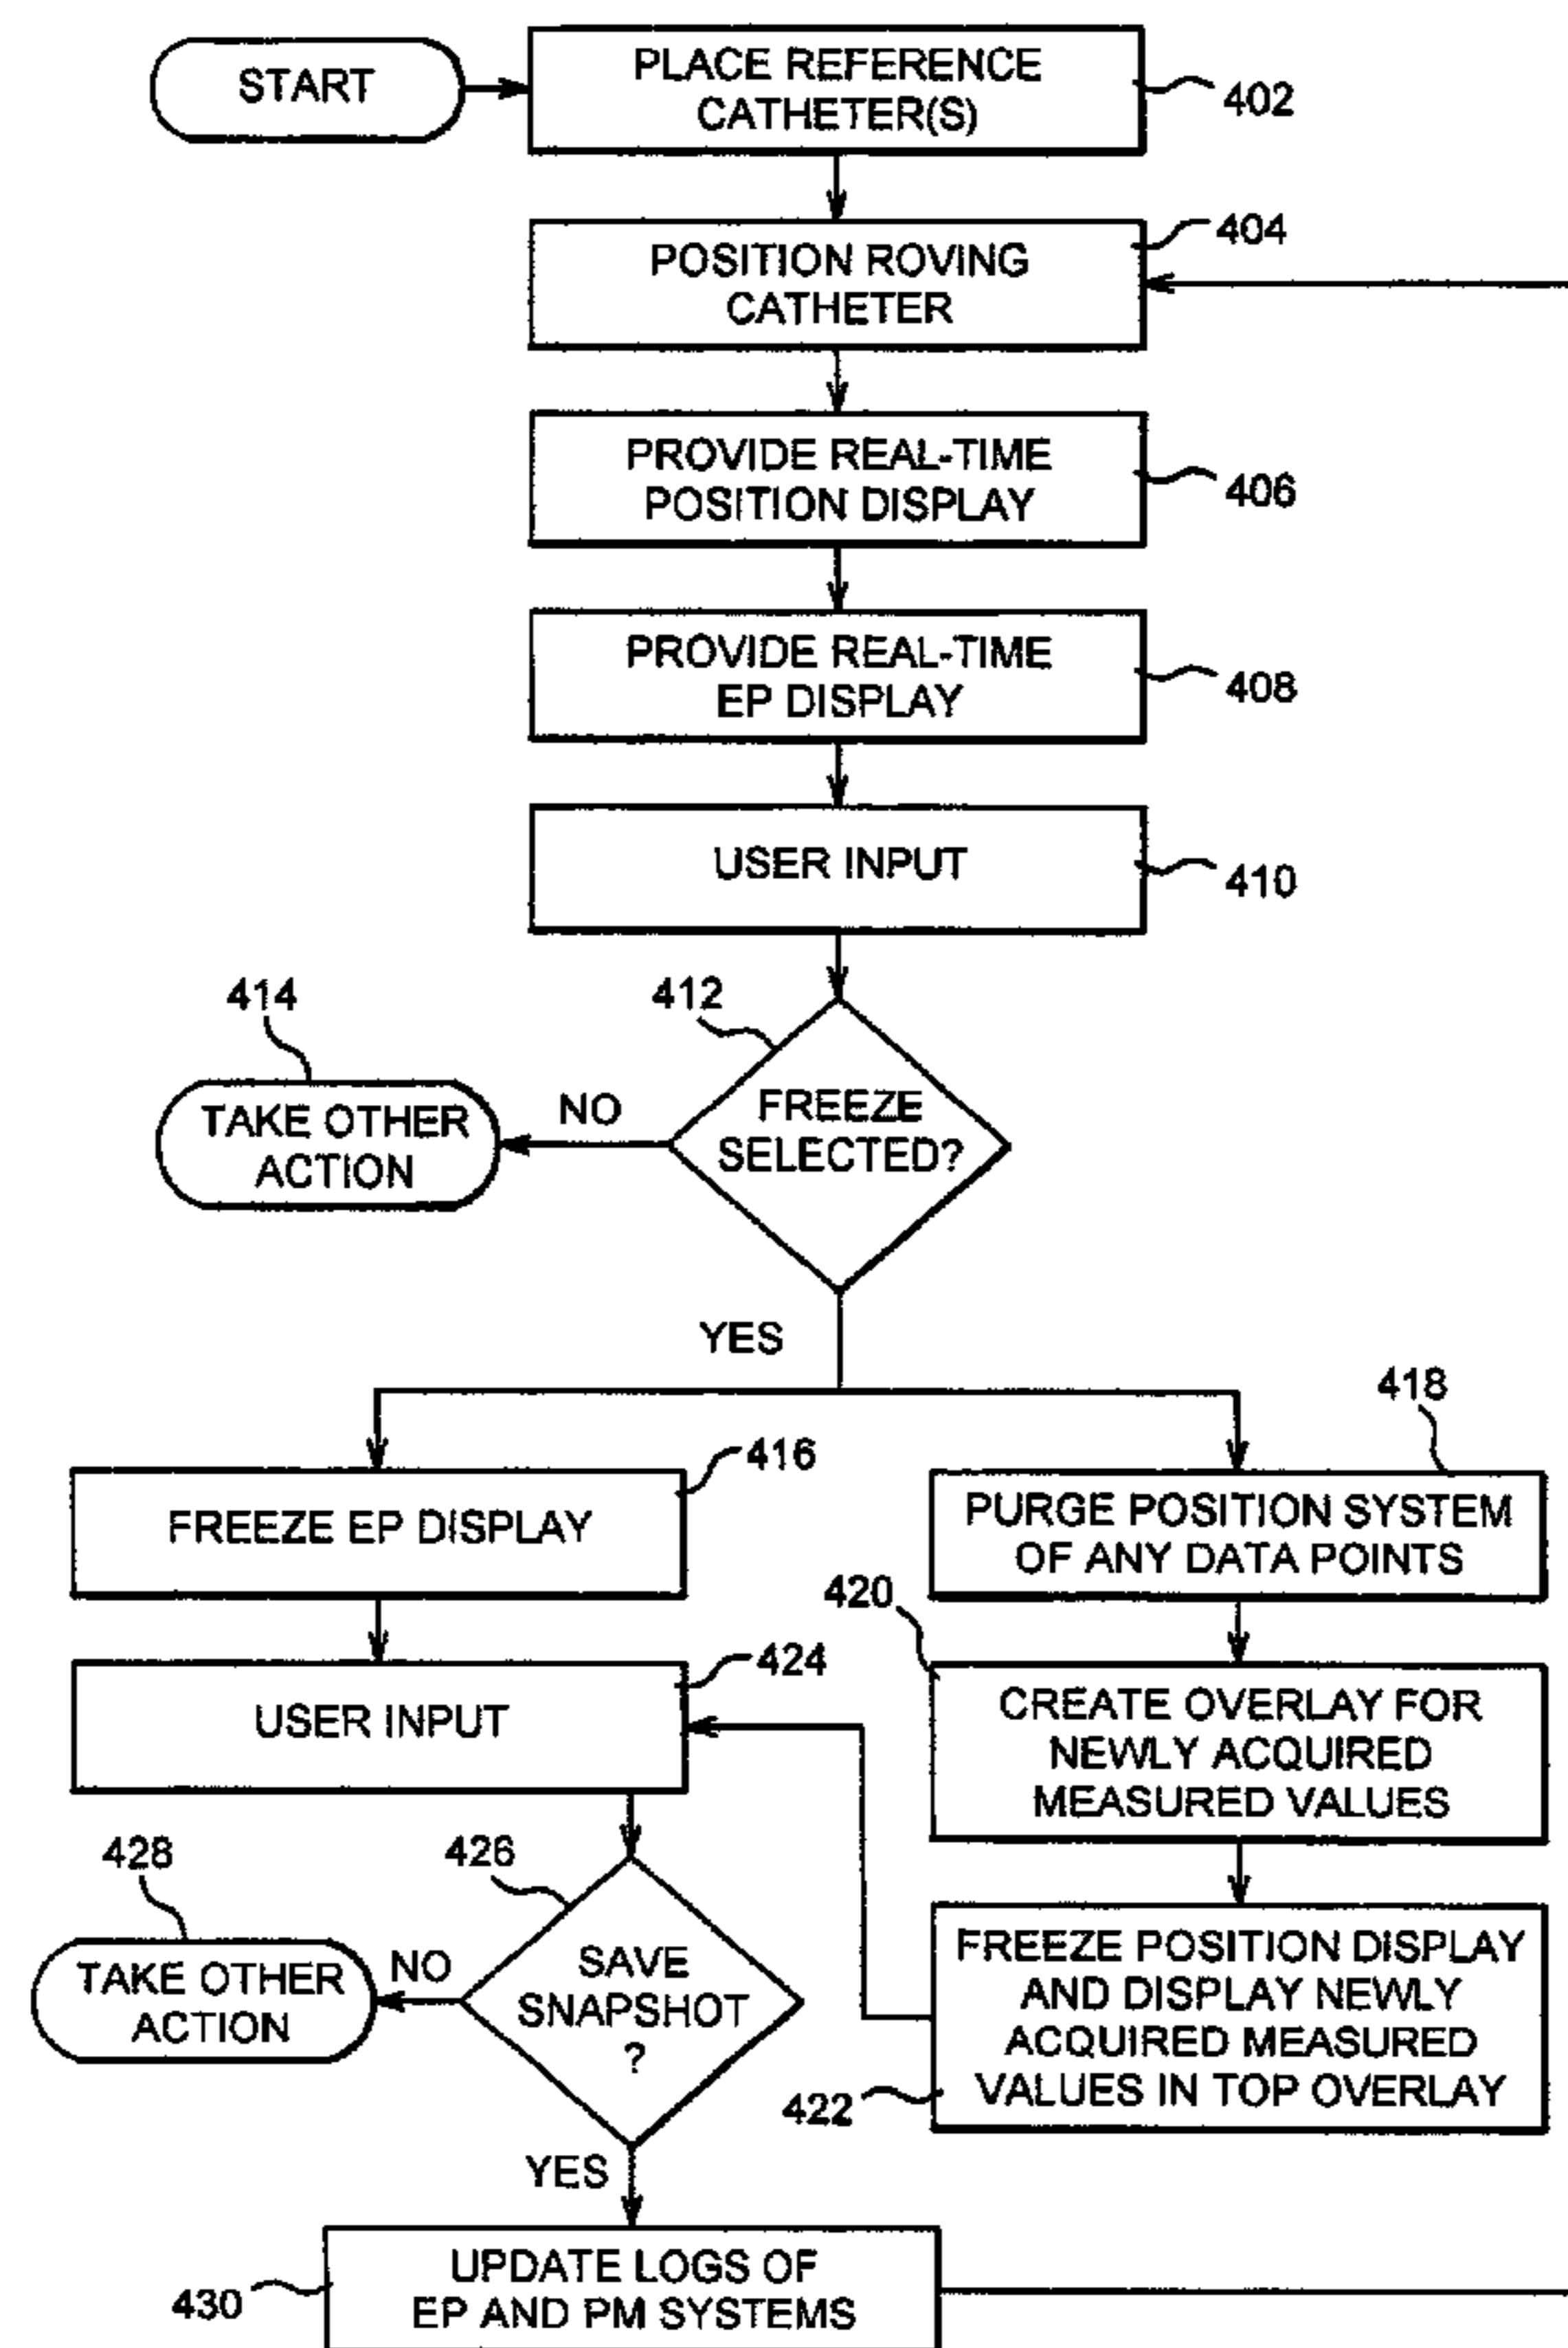 START
PLACE REFERENCE
CATHETER(S)
402
POSITION ROVING
CATHETER
404
PROVIDE REAL-TIME
POSITION DISPLAY
406
PROVIDE REAL-TIME
EP DISPLAY
408
USER INPUT
410
412
FREEZE
SELECTED?
414
NO
TAKE OTHER
ACTION
YES
416
FREEZE EP DISPLAY
418
PURGE POSITION SYSTEM
OF ANY DATA POINTS
420
CREATE OVERLAY FOR
NEWLY ACQUIRED
MEASURED VALUES
424
USER INPUT
422
FREEZE POSITION DISPLAY
AND DISPLAY NEWLY
ACQUIRED MEASURED
VALUES IN TOP OVERLAY
426
SAVE
SNAPSHOT
?
428
NO
TAKE OTHER
ACTION
YES
430
UPDATE LOGS OF
EP AND PM SYSTEMS